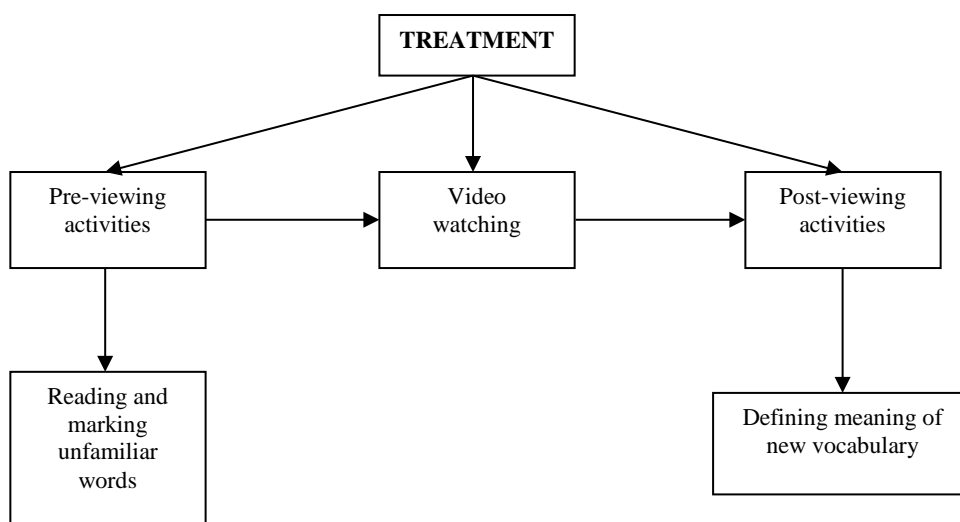 TREATMENT
Pre-viewing
activities
Video
watching
Post-viewing
activities
Reading and
marking
unfamiliar
words
Defining meaning of
new vocabulary